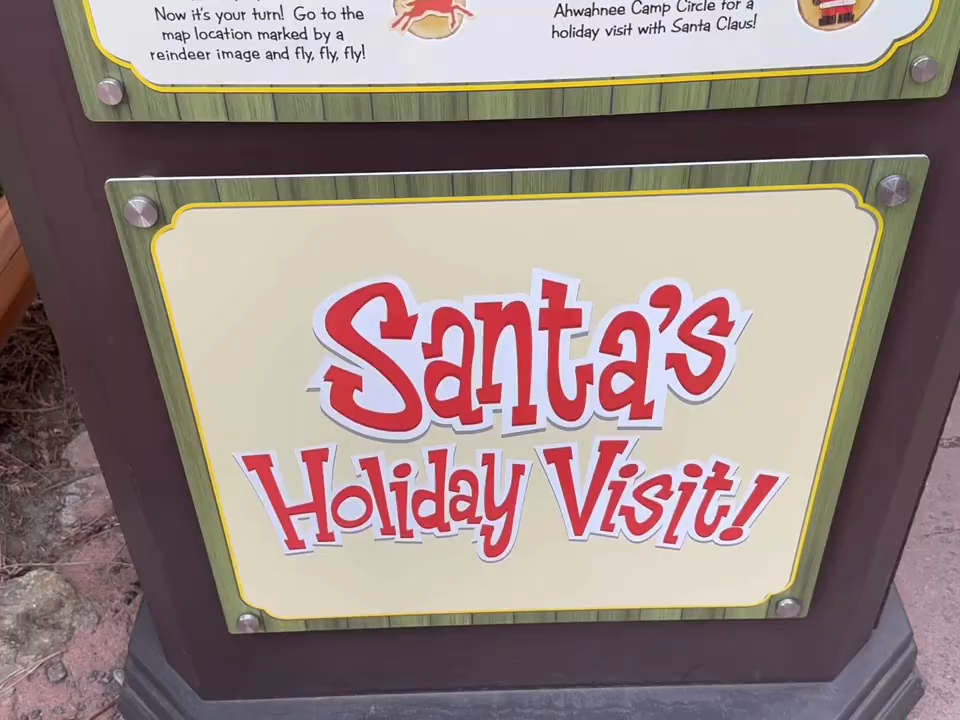 Now it's your turn! Go to the
map location marked by a
reindeer image and fly, fly, fly!
Ahwahnee Camp Circle for a
holiday visit with Santa Claus!
Santa's
Holiday Visit!